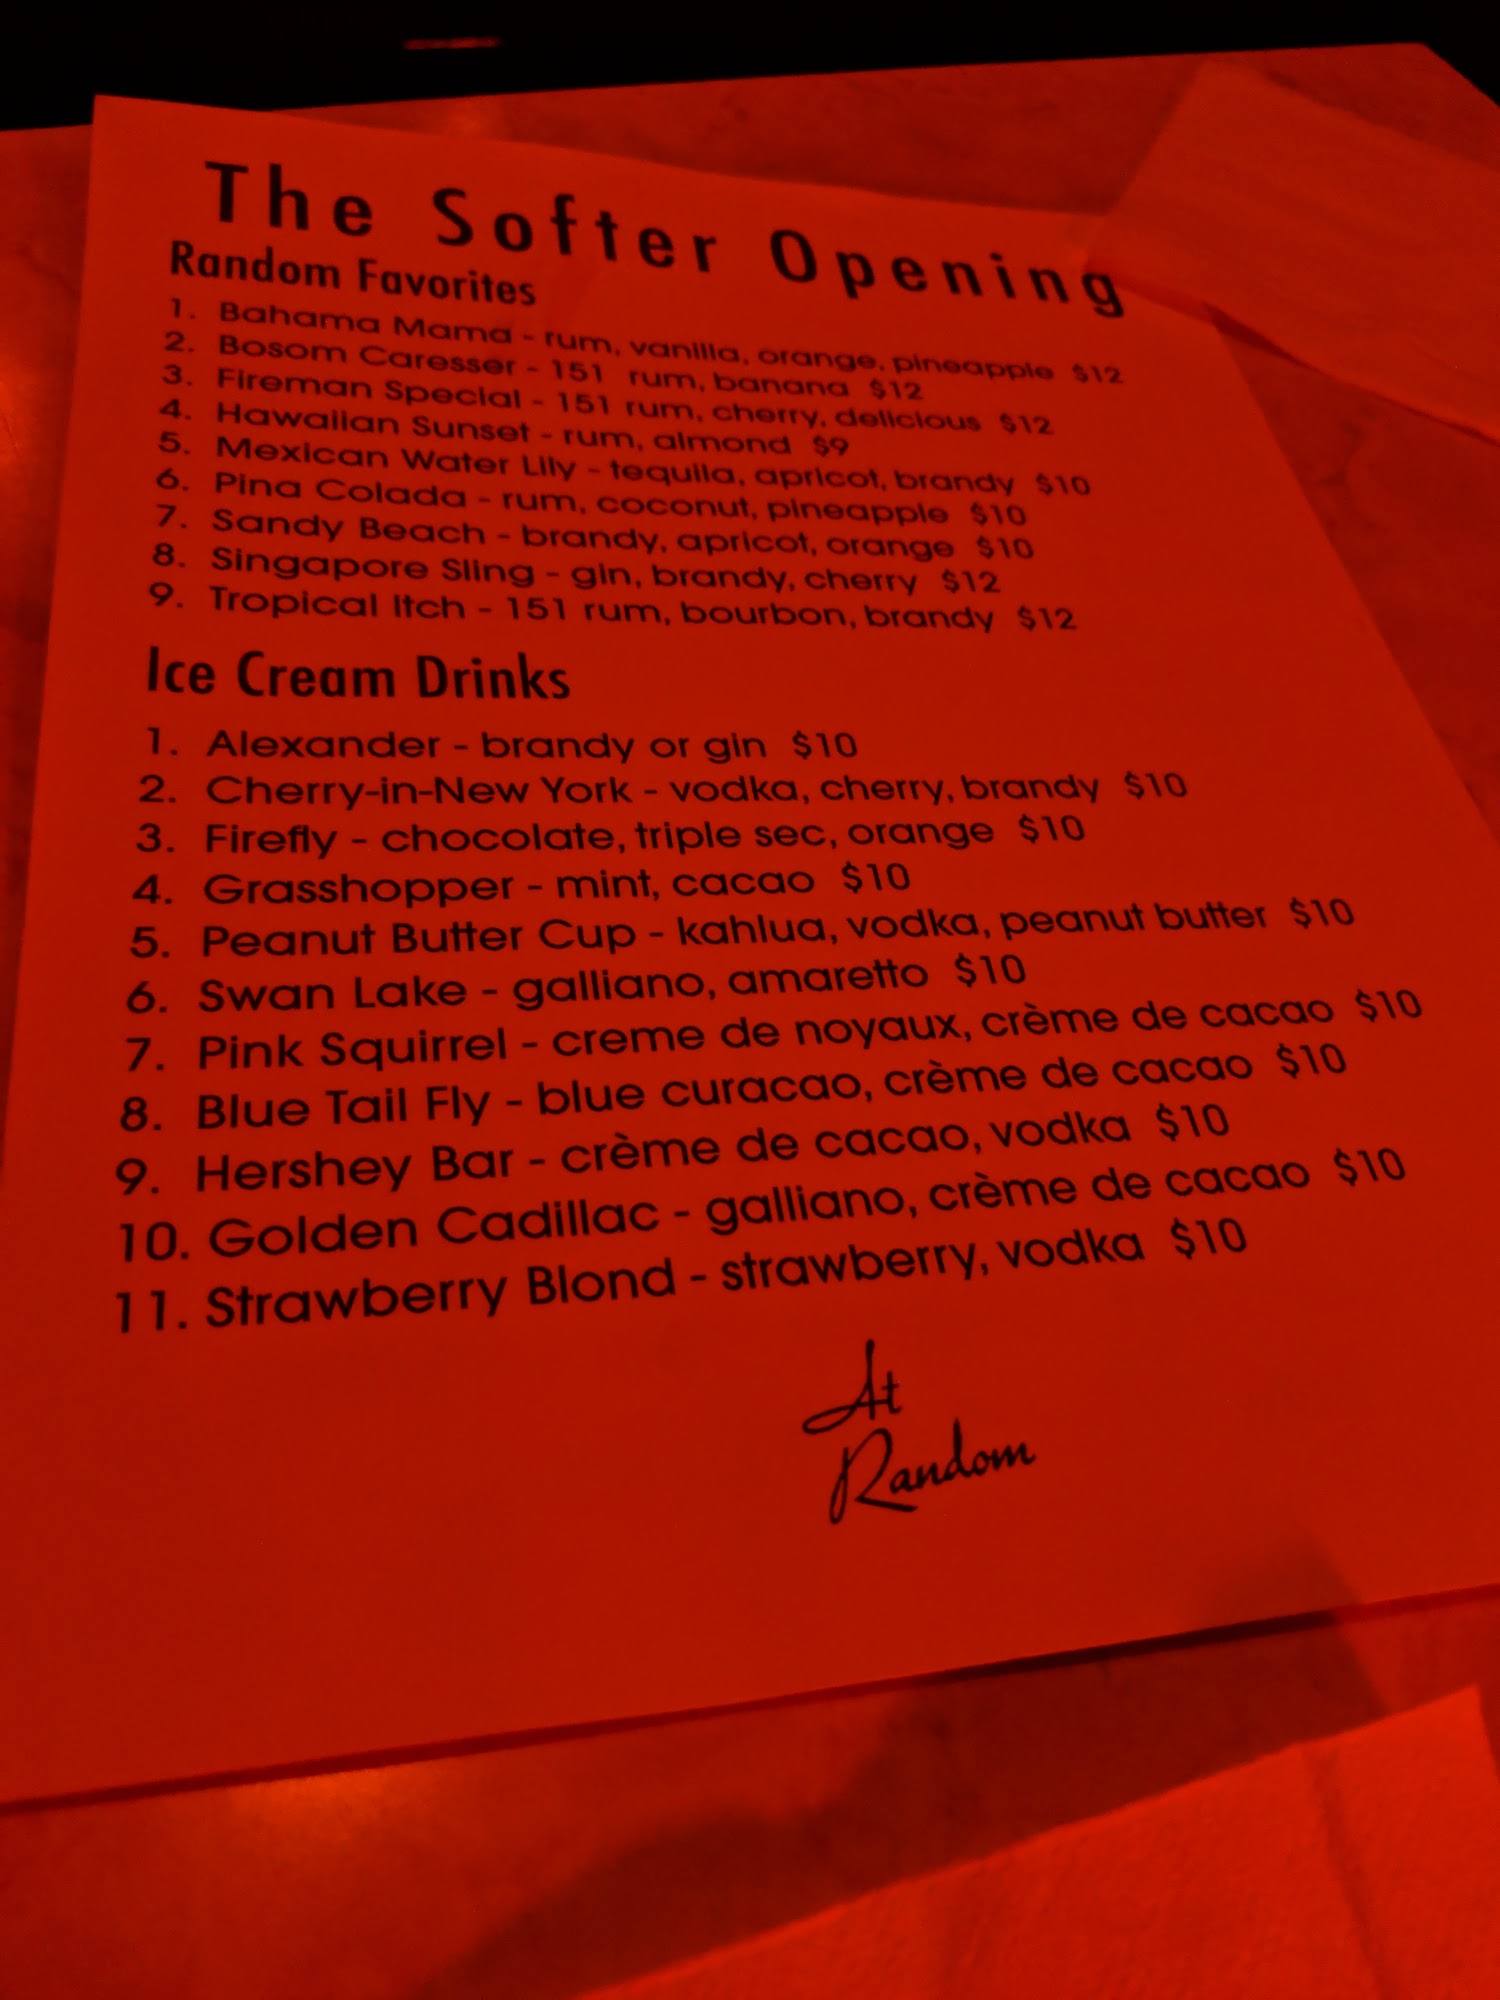 The Softer Opening
Random Favorites
1. Bahama Mama - rum, vanilla, orange, pineapple $12
2. Bosom Caresser - 151 rum, banana $12
3. Fireman Special - 151 rum, cherry, delicious $12
4. Hawaiian Sunset - rum, almond $9
5. Mexican Water Lily - tequila, apricot, brandy $10
6. Pina Colada - rum, coconut, pineapple $10
7. Sandy Beach - brandy, apricot, orange $10
8. Singapore Sling - gin, brandy, cherry $12
9. Tropical Itch - 151 rum, bourbon, brandy $12
Ice Cream Drinks
1. Alexander - brandy or gin $10
2. Cherry-in-New York - vodka, cherry, brandy $10
3. Firefly - chocolate, triple sec, orange $10
4. Grasshopper - mint, cacao $10
5. Peanut Butter Cup - kahlua, vodka, peanut butter $10
6. Swan Lake - galliano, amaretto $10
7. Pink Squirrel - creme de noyaux, crème de cacao $10
8. Blue Tail Fly - blue curacao, crème de cacao $10
9. Hershey Bar - crème de cacao, vodka $10
10. Golden Cadillac - galliano, crème de cacao $10
11. Strawberry Blond - strawberry, vodka $10
At
Random